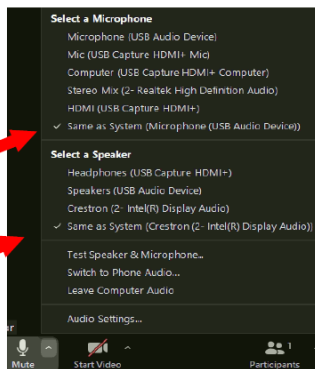 Select a Microphone
Microphone (USB Audio Device)
Mic (USB Capture HDMI+ Mic)
Computer (USB Capture HDMI+ Computer)
Stereo Mix (2- Realtek High Definition Audio)
HDMI (USB Capture HDMI+)
✓ Same as System (Microphone (USB Audio Device))
Select a Speaker
Headphones (USB Capture HDMI+)
Speakers (USB Audio Device)
Crestron (2- Intel(R) Display Audio)
✓ Same as System (Crestron (2- Intel(R) Display Audio))
Test Speaker & Microphone...
Switch to Phone Audio...
Leave Computer Audio
Audio Settings...
1
Mute Start Video Participants